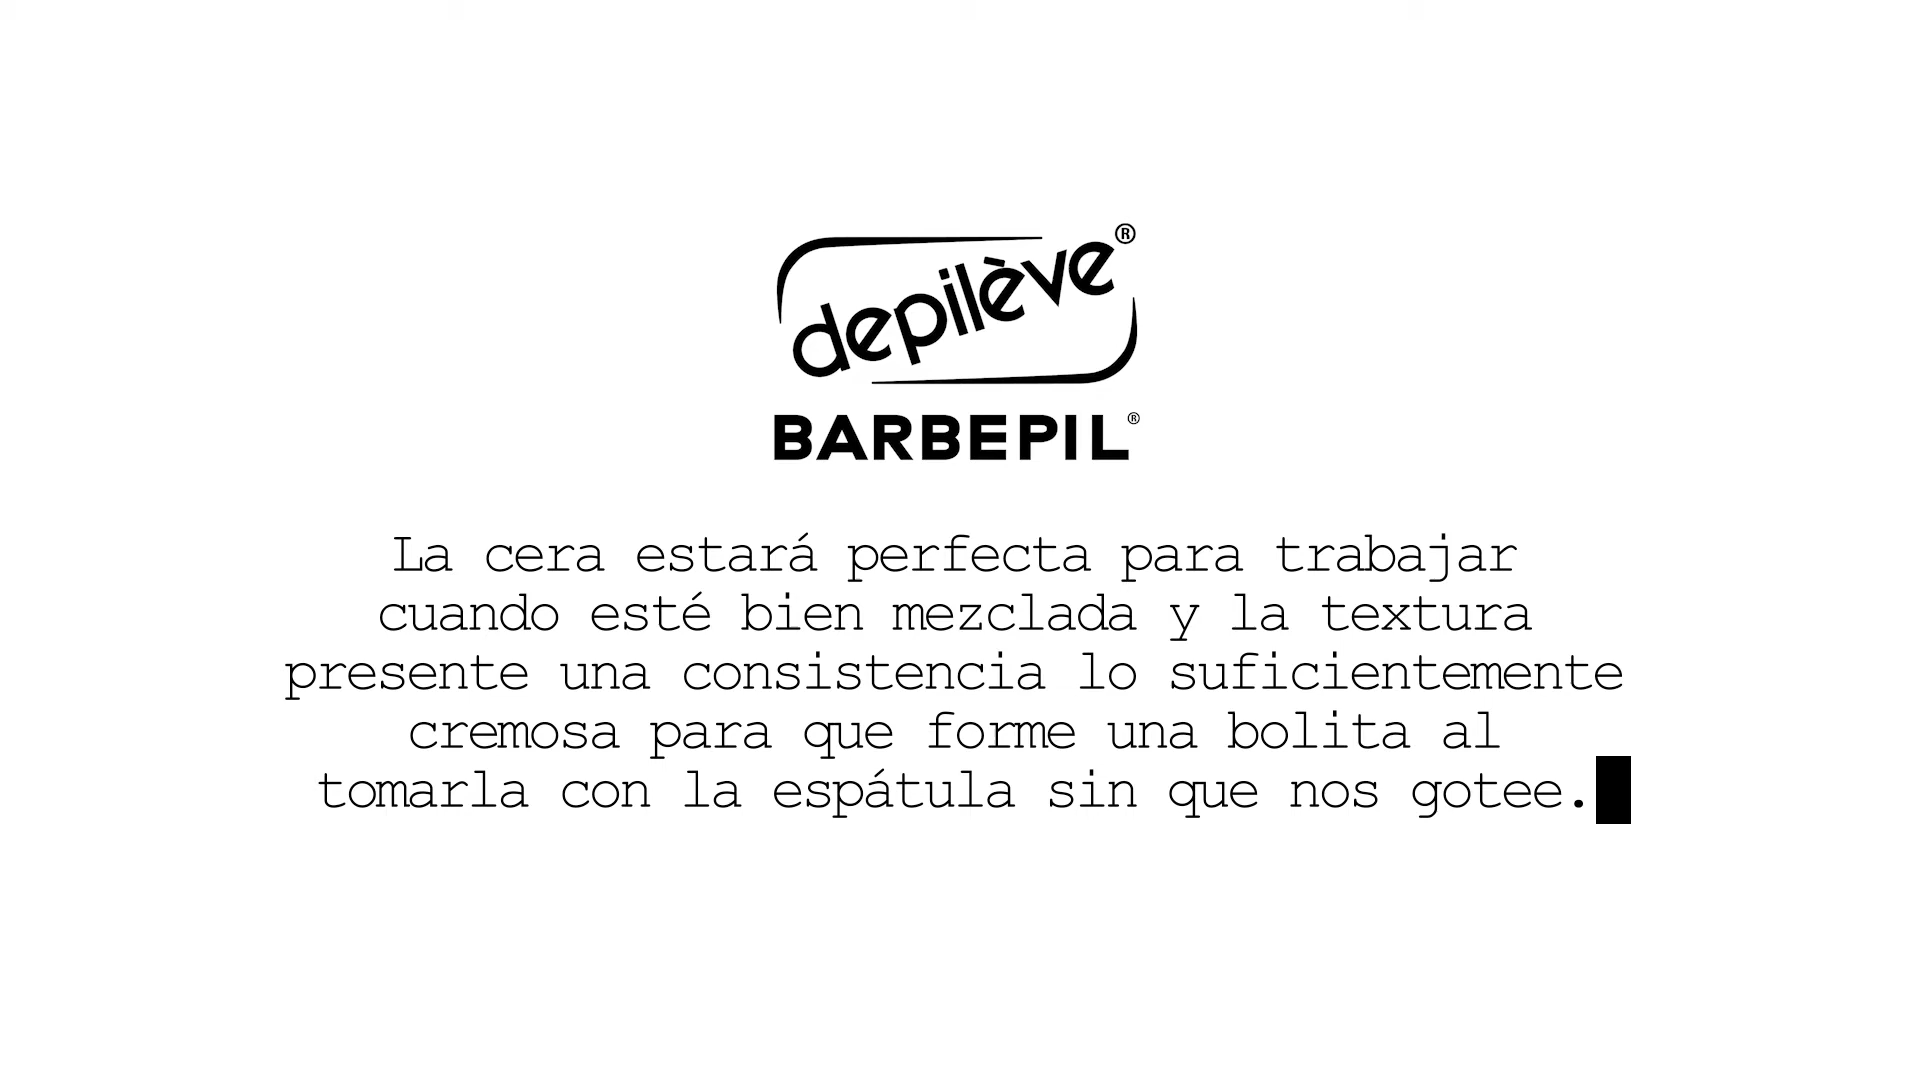 depilève®
BARBEPIL®
La cera estará perfecta para trabajar
cuando esté bien mezclada y la textura
presente una consistencia lo suficientemente
cremosa para que forme una bolita al
tomarla con la espátula sin que nos gotee.